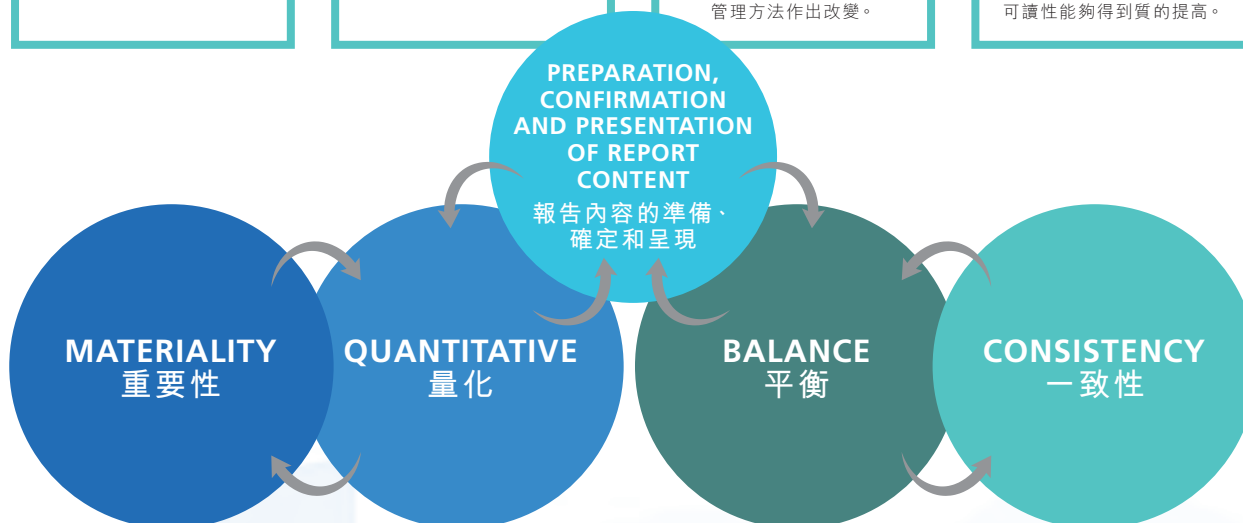 管理方法作出改變。
可讀性能夠得到質的提高。
PREPARATION,
CONFIRMATION
AND PRESENTATION
OF REPORT
CONTENT
報告內容的準備、
確定和呈現
MATERIALITY
重要性
QUANTITATIVE
量化
BALANCE
平衡
CONSISTENCY
一致性